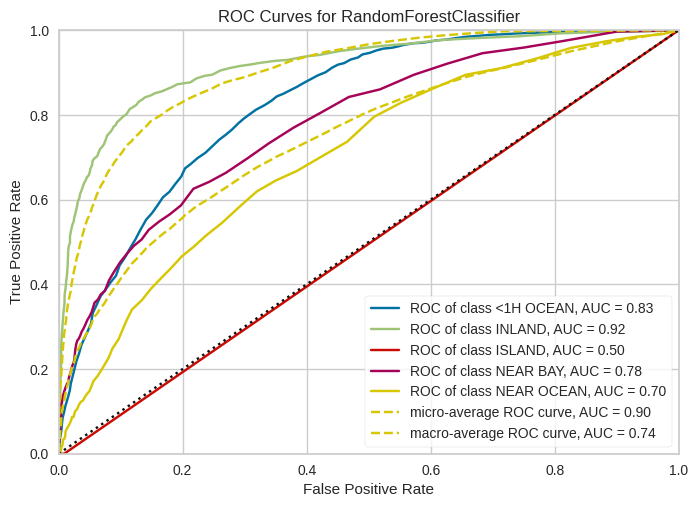 ROC Curves for RandomForestClassifier
True Positive Rate
1.0
0.8
0.6
0.4
0.2
0.0
ROC of class <1H OCEAN, AUC = 0.83
ROC of class INLAND, AUC = 0.92
ROC of class ISLAND, AUC = 0.50
ROC of class NEAR BAY, AUC = 0.78
ROC of class NEAR OCEAN, AUC = 0.70
micro-average ROC curve, AUC = 0.90
macro-average ROC curve, AUC = 0.74
0.0 0.2 0.4 0.6 0.8 1.0
False Positive Rate